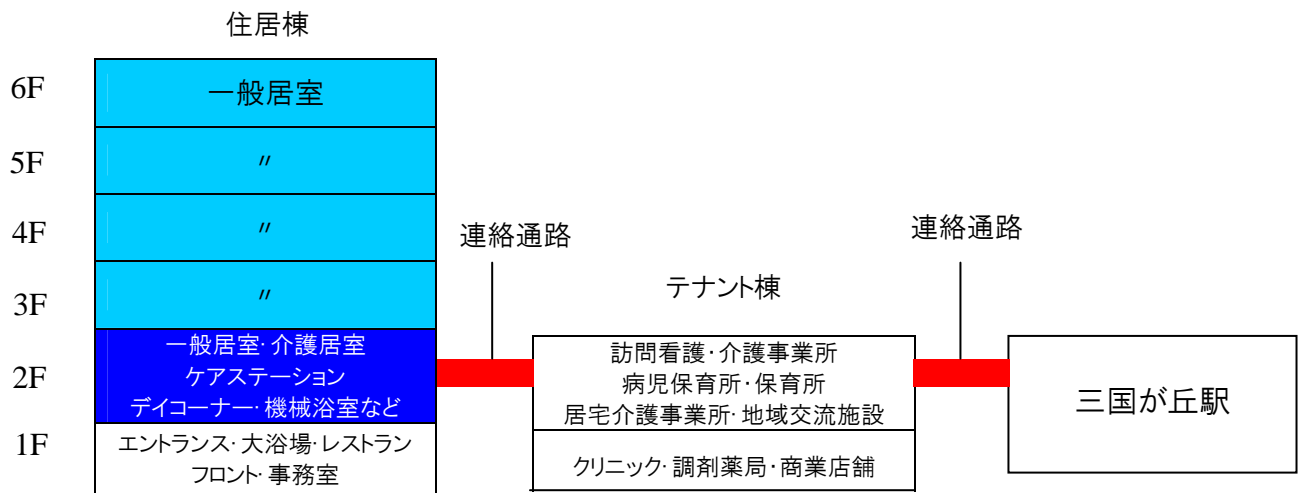 住居棟
6F
一般居室
5F
〃
4F
〃
3F
〃
2F
一般居室・介護居室
ケアステーション
デイコーナー・機械浴室など
1F
エントランス・大浴場・レストラン
フロント・事務室
連絡通路
テナント棟
訪問看護・介護事業所
病児保育所・保育所
居宅介護事業所・地域交流施設
クリニック・調剤薬局・商業店舗
連絡通路
三国が丘駅